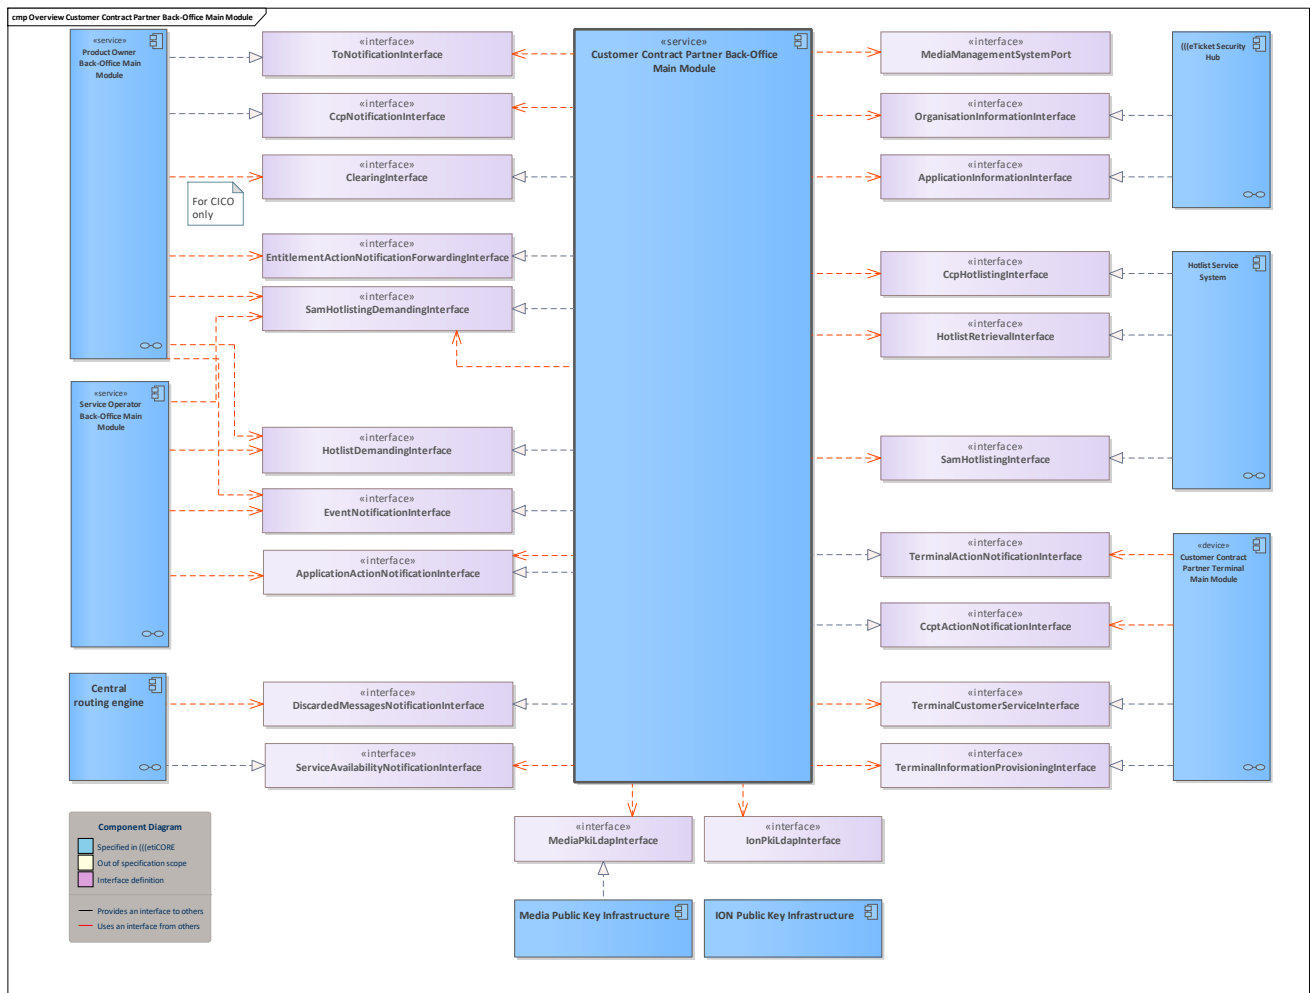 cmp Overview Customer Contract Partner Back-Office Main Module
«service»
Product Owner
Back-Office Main
Module
«interface»
ToNotificationInterface
«interface»
CcpNotificationInterface
«interface»
ClearingInterface
For CICO
only
«interface»
EntitlementActionNotificationForwardingInterface
«interface»
SamHotlistingDemandingInterface
«service»
Service Operator
Back-Office Main
Module
«interface»
HotlistDemandingInterface
«interface»
EventNotificationInterface
«interface»
ApplicationActionNotificationInterface
Central
routing engine
«interface»
DiscardedMessagesNotificationInterface
«interface»
ServiceAvailabilityNotificationInterface
«service»
Customer Contract Partner Back-Office
Main Module
«interface»
MediaManagementSystemPort
«interface»
OrganisationInformationInterface
«interface»
ApplicationInformationInterface
(((eTicket Security
Hub
«interface»
CcpHotlistingInterface
«interface»
HotlistRetrievalInterface
«interface»
SamHotlistingInterface
Hotlist Service
System
«interface»
TerminalActionNotificationInterface
«interface»
CcptActionNotificationInterface
«interface»
TerminalCustomerServiceInterface
«interface»
TerminalInformationProvisioningInterface
«device»
Customer Contract
Partner Terminal
Main Module
«interface»
MediaPkiLdapInterface
«interface»
IonPkiLdapInterface
Media Public Key Infrastructure
ION Public Key Infrastructure
Component Diagram
Specified in (((etiCORE
Out of specification scope
Interface definition
Provides an interface to others
Uses an interface from others